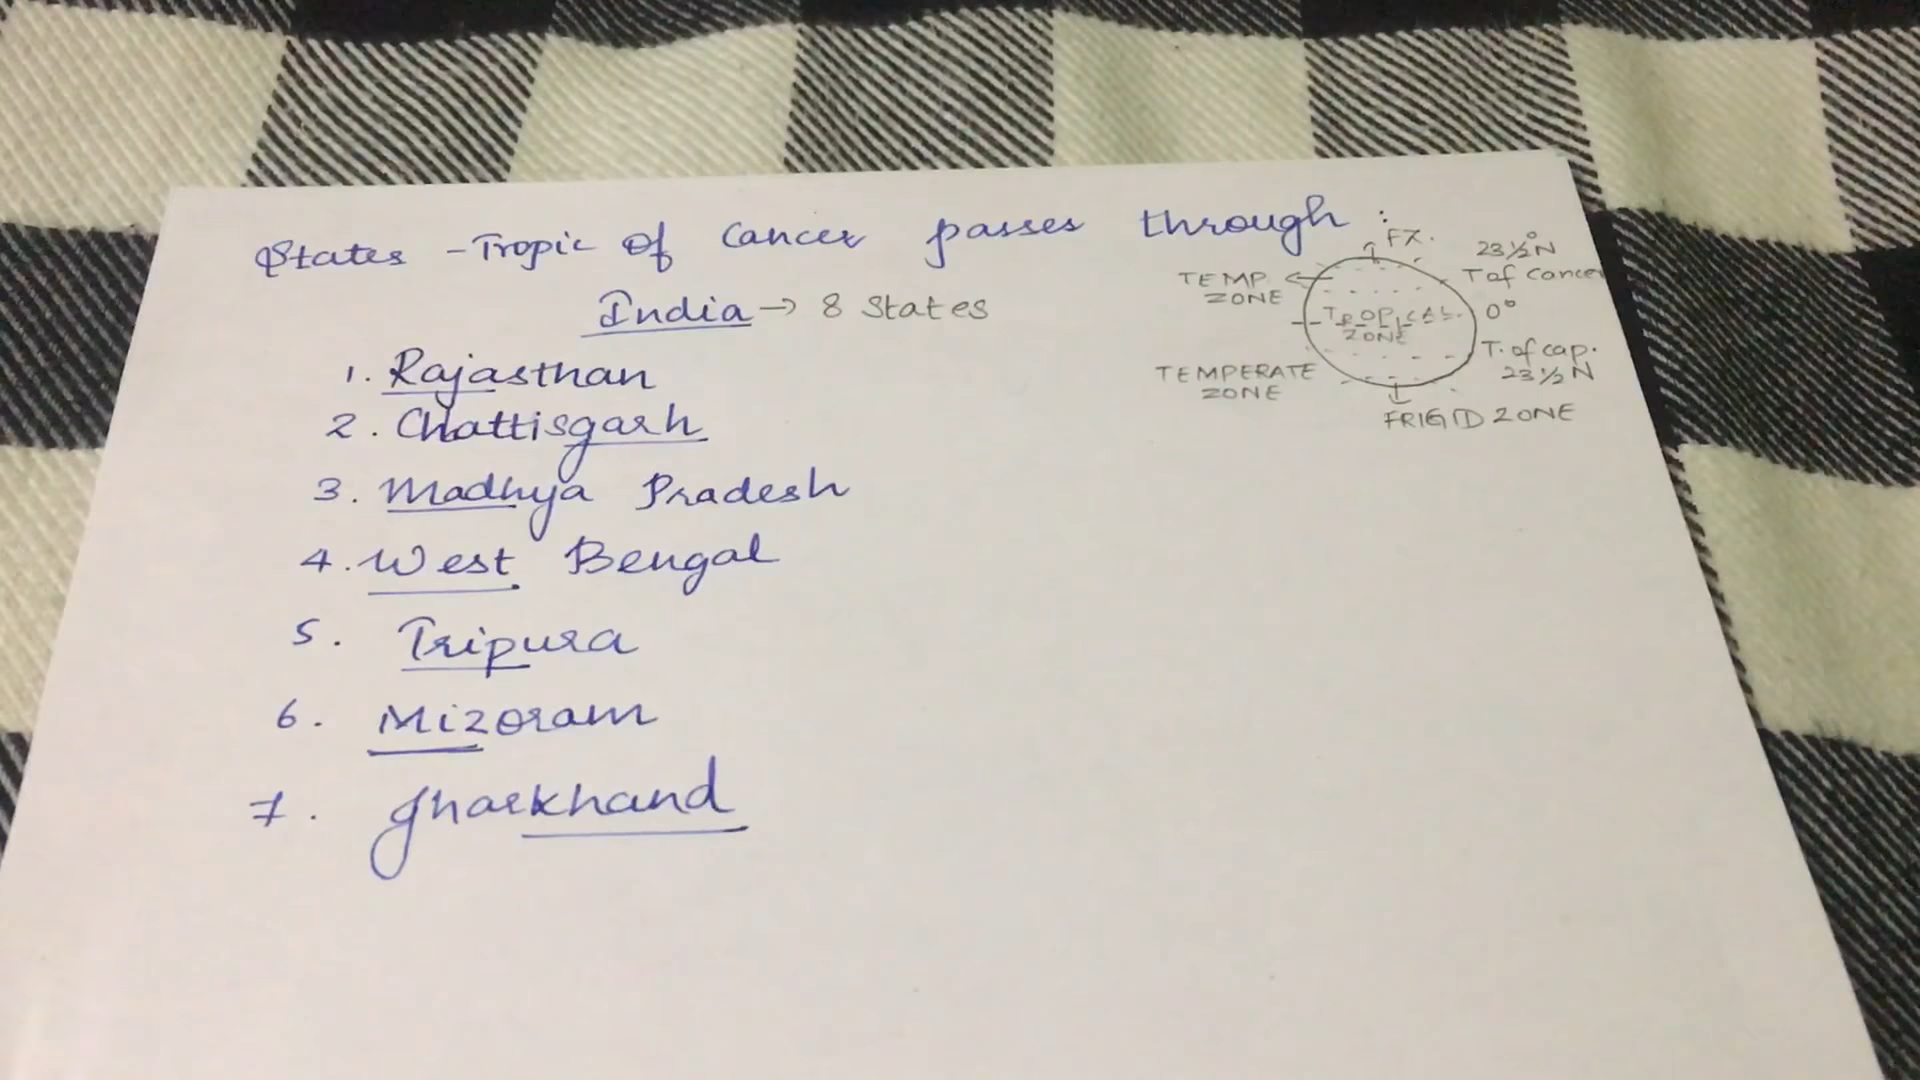 States - Tropic of Cancer passes through :
India → 8 States
1. Rajasthan
2. Chattisgarh
3. Madhya Pradesh
4. West Bengal
5. Tripura
6. Mizoram
7. Jharkhand
FZ.
23½°N
T of Cancer
TEMP. ZONE
TROPICAL ZONE
0°
T. of cap.
23½N
TEMPERATE ZONE
FRIGID ZONE